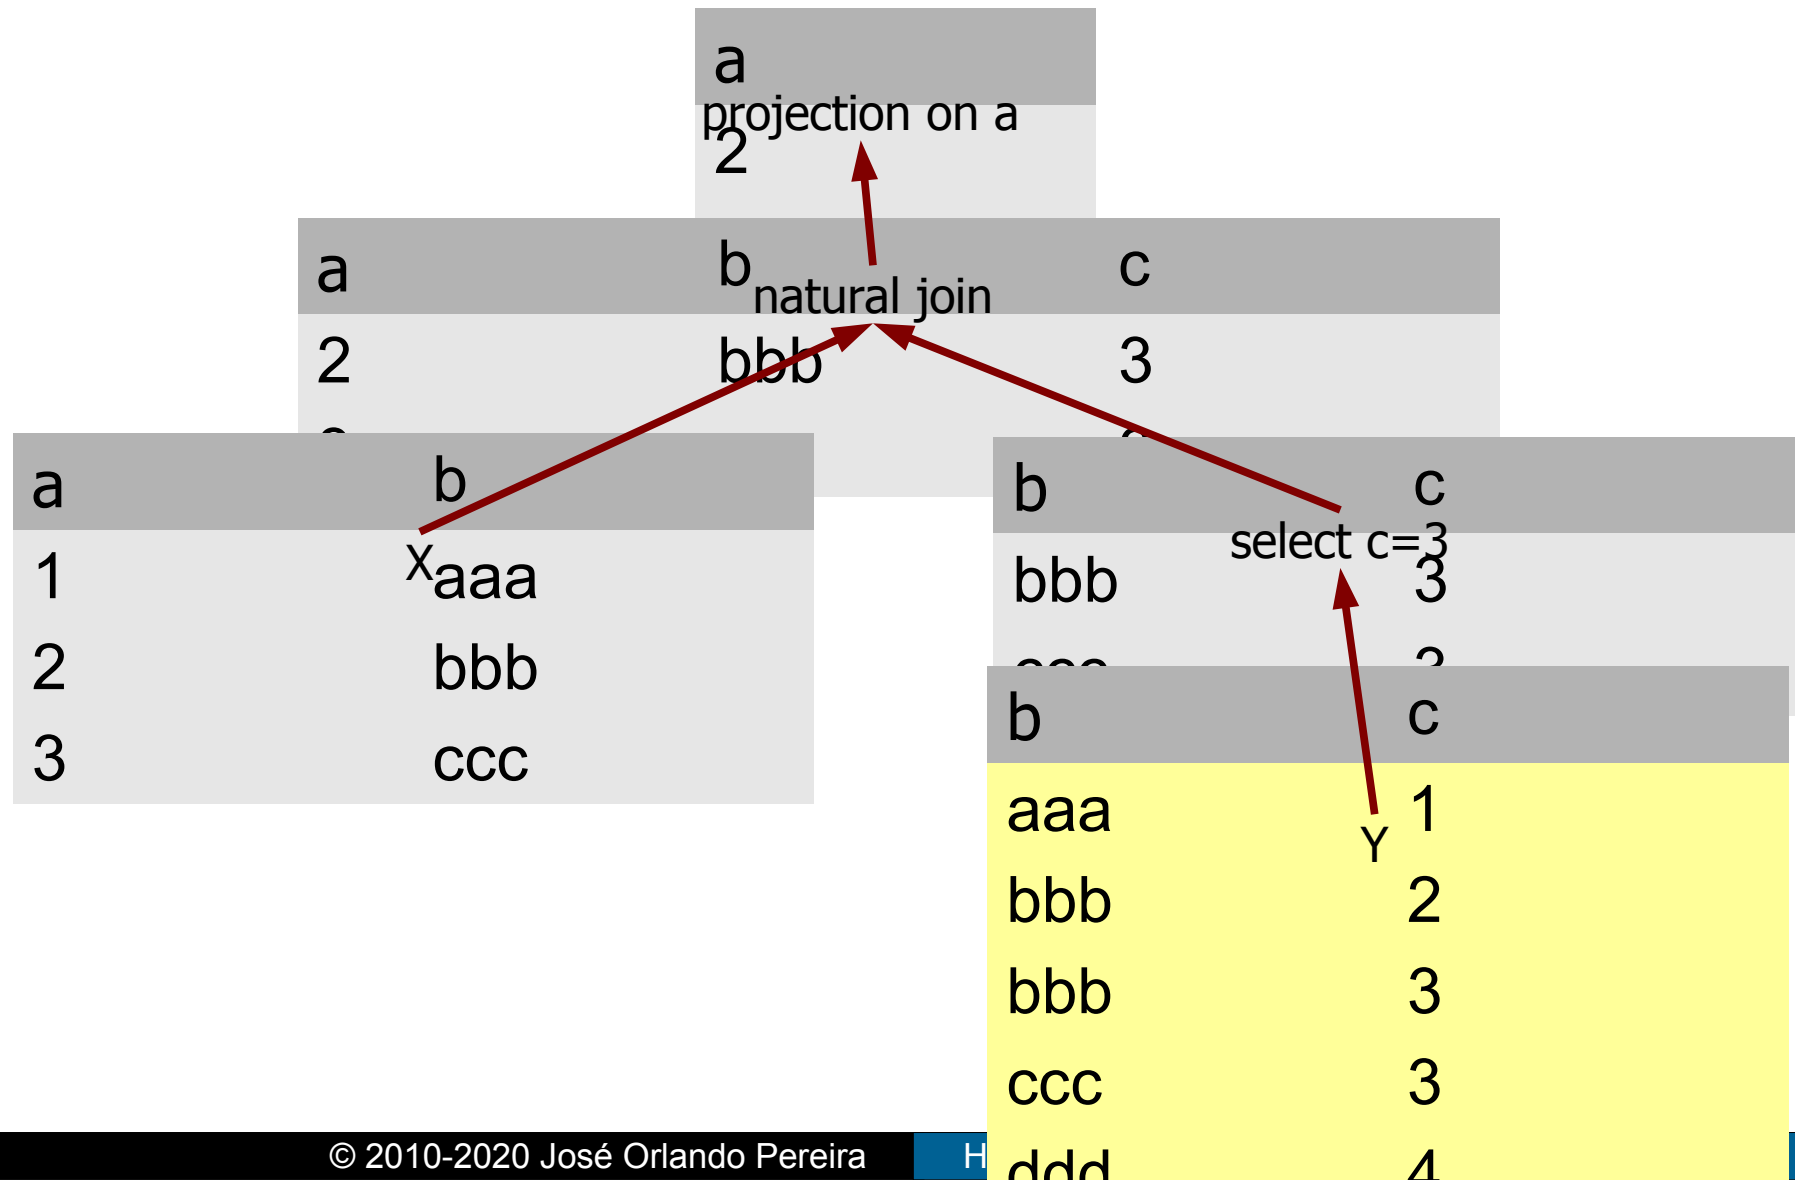 a
projection on a
2
a b c
natural join
2 bbb 3
a b
b c
select c=3
1 aaa
X
bbb 3
2 bbb
b c
3 ccc
aaa 1
Y
bbb 2
bbb 3
ccc 3
© 2010-2020 José Orlando Pereira H
ddd 4